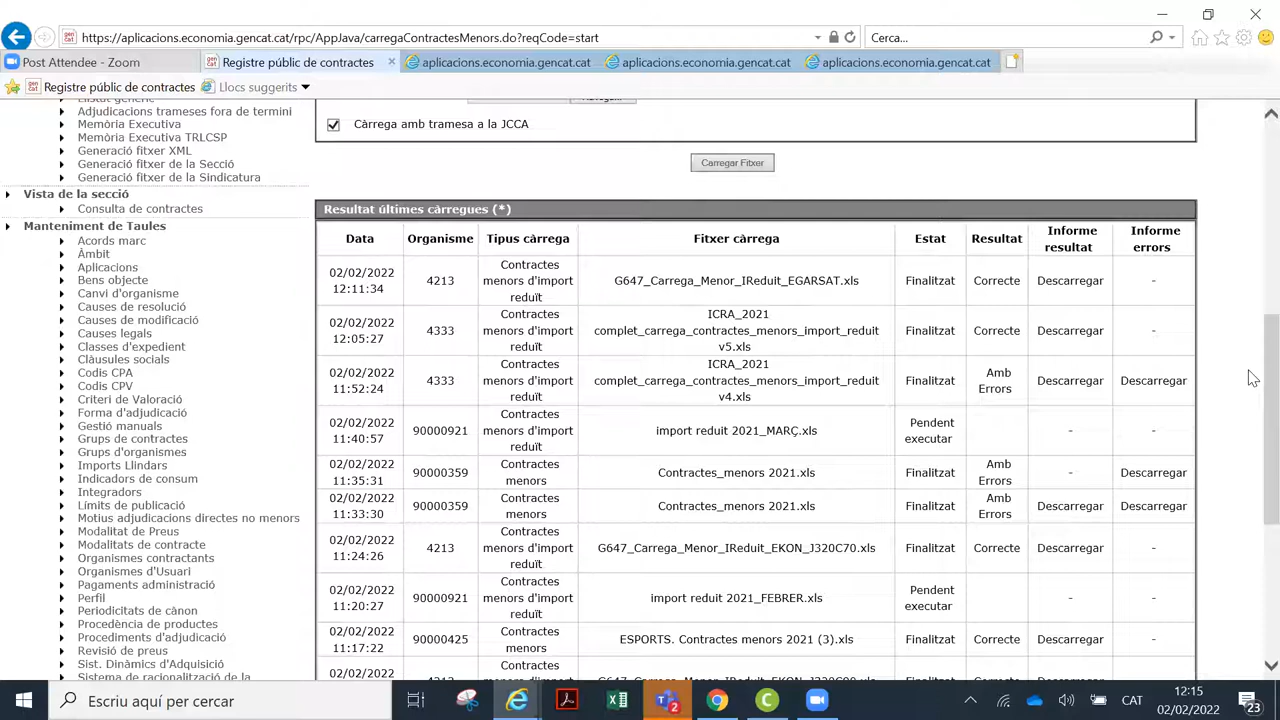 https://aplicacions.economia.gencat.cat/rpc/AppJava/carregaContractesMenors.do?reqCode=start
Cerca...
Post Attendee - Zoom
Registre públic de contractes
aplicacions.economia.gencat.cat
aplicacions.economia.gencat.cat
aplicacions.economia.gencat.cat
Registre públic de contractes
Llocs suggerits
Llistat genèric
Adjudicacions trameses fora de termini
Memòria Executiva
Memòria Executiva TRLCSP
Generació fitxer XML
Generació fitxer de la Secció
Generació fitxer de la Sindicatura
Vista de la secció
Consulta de contractes
Manteniment de Taules
Acords marc
Àmbit
Aplicacions
Bens objecte
Canvi d'organisme
Causes de resolució
Causes de modificació
Causes legals
Classes d'expedient
Clàusules socials
Codis CPA
Codis CPV
Criteri de Valoració
Forma d'adjudicació
Gestió manuals
Grups de contractes
Grups d'organismes
Imports Llindars
Indicadors de consum
Integradors
Límits de publicació
Motius adjudicacions directes no menors
Modalitat de Preus
Modalitats de contracte
Organismes contractants
Organismes d'Usuari
Pagaments administració
Perfil
Periodicitats de cànon
Procedència de productes
Procediments d'adjudicació
Revisió de preus
Sist. Dinàmics d'Adquisició
Sistema de racionalització de la
Càrrega amb tramesa a la JCCA
Carregar Fitxer
Resultat últimes càrregues (*)
Data Organisme Tipus càrrega Fitxer càrrega Estat Resultat Informe resultat Informe errors
02/02/2022 12:11:34 4213 Contractes menors d'import reduït G647_Carrega_Menor_IReduit_EGARSAT.xls Finalitzat Correcte Descarregar -
02/02/2022 12:05:27 4333 Contractes menors d'import reduït ICRA_2021 complet_carrega_contractes_menors_import_reduit v5.xls Finalitzat Correcte Descarregar -
02/02/2022 11:52:24 4333 Contractes menors d'import reduït ICRA_2021 complet_carrega_contractes_menors_import_reduit v4.xls Finalitzat Amb Errors Descarregar Descarregar
02/02/2022 11:40:57 90000921 Contractes menors d'import reduït import reduit 2021_MARÇ.xls Pendent executar - -
02/02/2022 11:35:31 90000359 Contractes menors Contractes_menors 2021.xls Finalitzat Amb Errors - Descarregar
02/02/2022 11:33:30 90000359 Contractes menors Contractes_menors 2021.xls Finalitzat Amb Errors Descarregar Descarregar
02/02/2022 11:24:26 4213 Contractes menors d'import reduït G647_Carrega_Menor_IReduit_EKON_J320C70.xls Finalitzat Correcte Descarregar -
02/02/2022 11:20:27 90000921 Contractes menors d'import reduït import reduit 2021_FEBRER.xls Pendent executar - -
02/02/2022 11:17:22 90000425 Contractes menors ESPORTS. Contractes menors 2021 (3).xls Finalitzat Correcte Descarregar -
02/02/2022 Contractes
Escriu aquí per cercar
2
CAT
12:15
02/02/2022
23